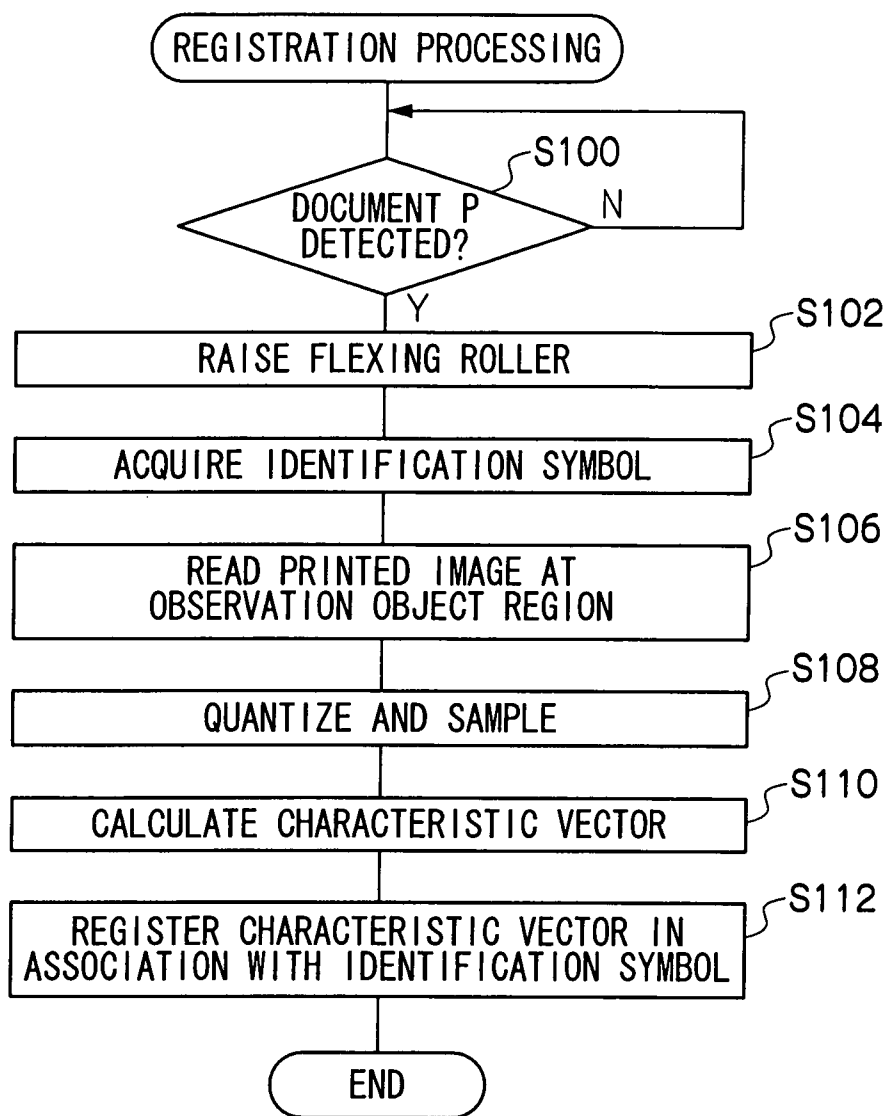 REGISTRATION PROCESSING
S100
DOCUMENT P
DETECTED?
N
Y
S102
RAISE FLEXING ROLLER
S104
ACQUIRE IDENTIFICATION SYMBOL
S106
READ PRINTED IMAGE AT
OBSERVATION OBJECT REGION
S108
QUANTIZE AND SAMPLE
S110
CALCULATE CHARACTERISTIC VECTOR
S112
REGISTER CHARACTERISTIC VECTOR IN
ASSOCIATION WITH IDENTIFICATION SYMBOL
END